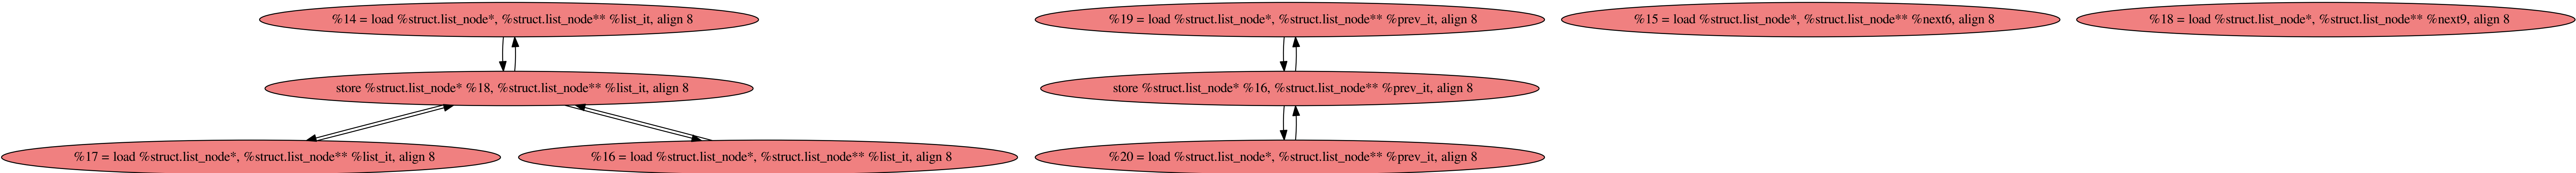 %14 = load %struct.list_node*, %struct.list_node** %list_it, align 8
%19 = load %struct.list_node*, %struct.list_node** %prev_it, align 8
%15 = load %struct.list_node*, %struct.list_node** %next6, align 8
%18 = load %struct.list_node*, %struct.list_node** %next9, align 8
store %struct.list_node* %18, %struct.list_node** %list_it, align 8
store %struct.list_node* %16, %struct.list_node** %prev_it, align 8
%17 = load %struct.list_node*, %struct.list_node** %list_it, align 8
%16 = load %struct.list_node*, %struct.list_node** %list_it, align 8
%20 = load %struct.list_node*, %struct.list_node** %prev_it, align 8